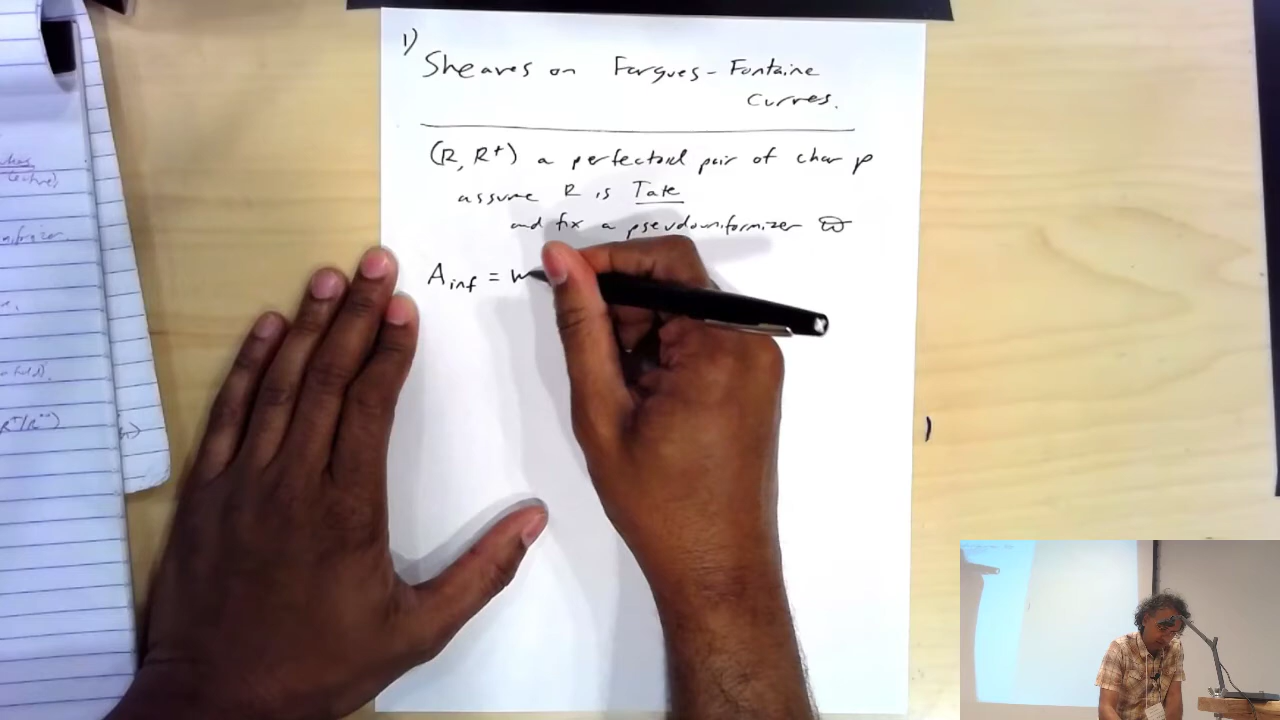 1)
Sheaves on Fargues-Fontaine
Curves.
(R, R⁺) a perfectoid pair of char p
assume R is Tate
and fix a pseudouniformizer ϖ
A_inf = W